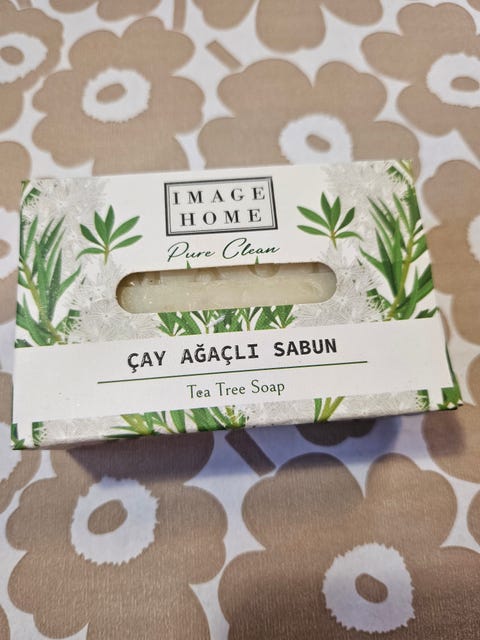 IMAGE
HOME
Pure Clean
ÇAY AĞAÇLI SABUN
Tea Tree Soap